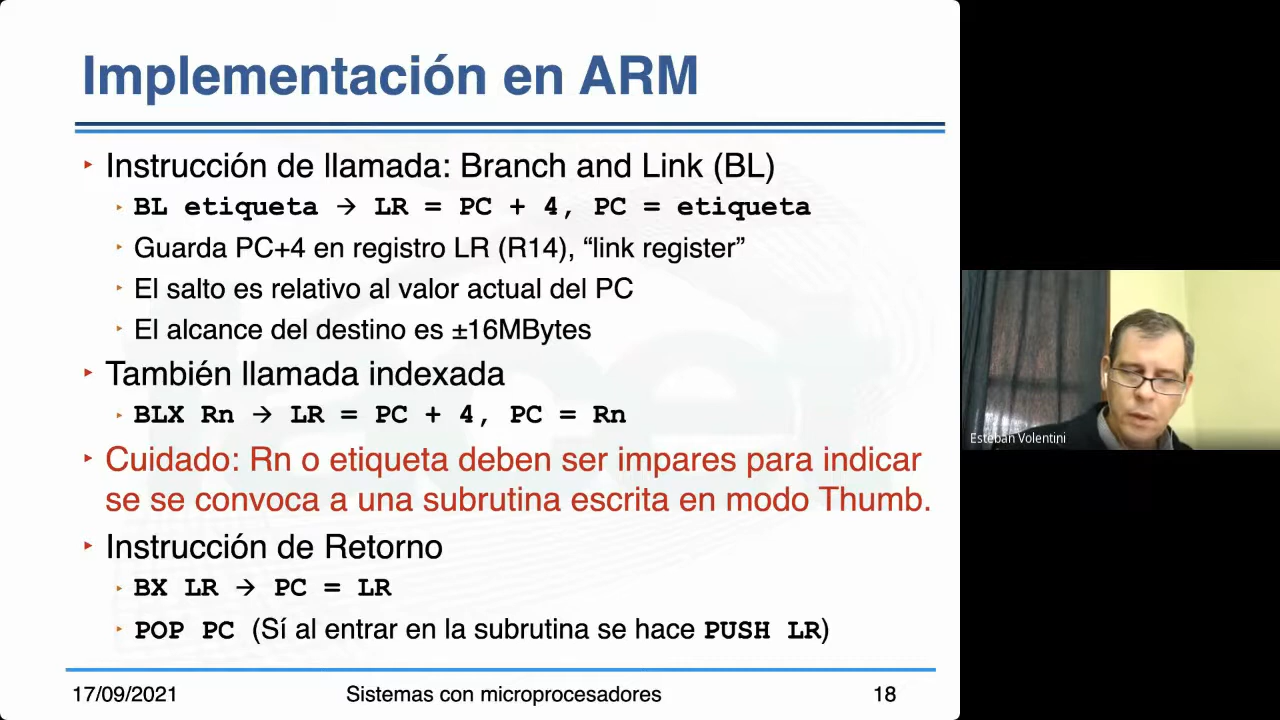 Implementación en ARM
Instrucción de llamada: Branch and Link (BL)
BL etiqueta → LR = PC + 4, PC = etiqueta
Guarda PC+4 en registro LR (R14), “link register”
El salto es relativo al valor actual del PC
El alcance del destino es ±16MBytes
También llamada indexada
BLX Rn → LR = PC + 4, PC = Rn
Cuidado: Rn o etiqueta deben ser impares para indicar
se se convoca a una subrutina escrita en modo Thumb.
Instrucción de Retorno
BX LR → PC = LR
POP PC (Sí al entrar en la subrutina se hace PUSH LR)
17/09/2021 Sistemas con microprocesadores 18
Esteban Volentini